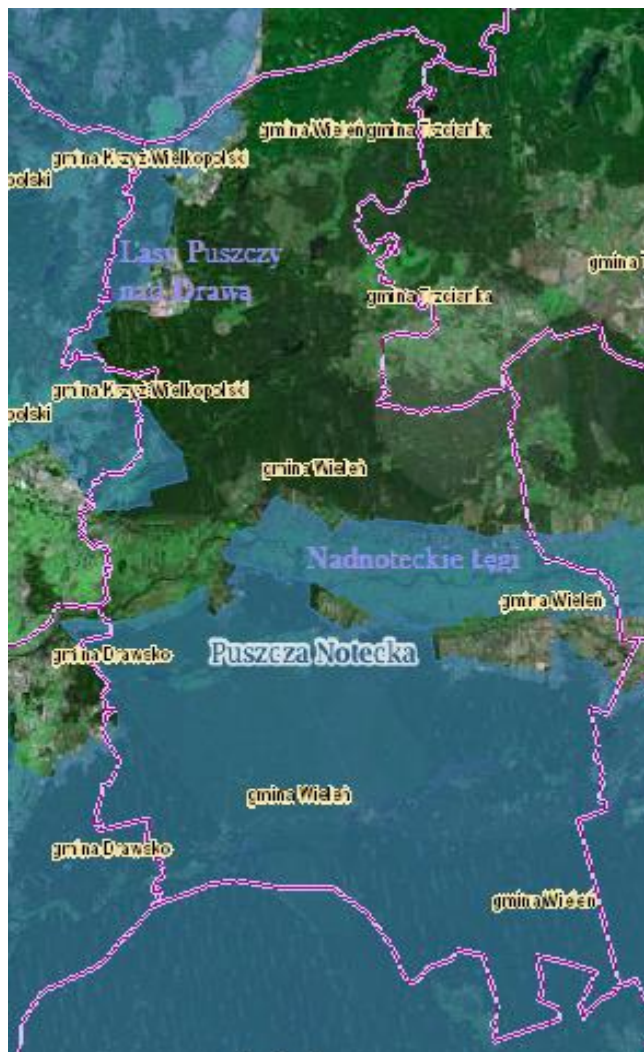 gmina Wieleń gmina Trzcianka
gmina Krzyż Wielkopolski
polski
Lasy Puszczy
nad Drawą
gmina T
gmina Trzcianka
gmina Krzyż Wielkopolski
polski
gmina Wieleń
Nadnoteckie Łęgi
gmina Wieleń
gmina Drawsko
Puszcza Notecka
gmina Wieleń
gmina Drawsko
gmina Wieleń